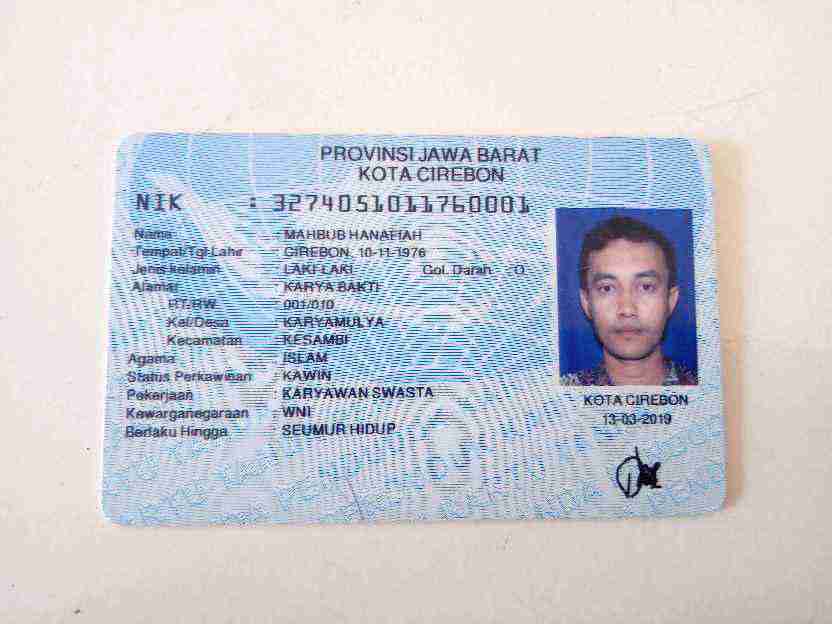 PROVINSI JAWA BARAT
KOTA CIREBON
NIK : 3274051011760001
Nama : MAHBUB HANAFIAH
Tempat/Tgl Lahir : CIREBON, 10-11-1976
Jenis kelamin : LAKI-LAKI Gol. Darah : O
Alamat : KARYA BAKTI
RT/RW : 001/010
Kel/Desa : KARYAMULYA
Kecamatan : KESAMBI
Agama : ISLAM
Status Perkawinan : KAWIN
Pekerjaan : KARYAWAN SWASTA
Kewarganegaraan : WNI
Berlaku Hingga : SEUMUR HIDUP
KOTA CIREBON
13-03-2019